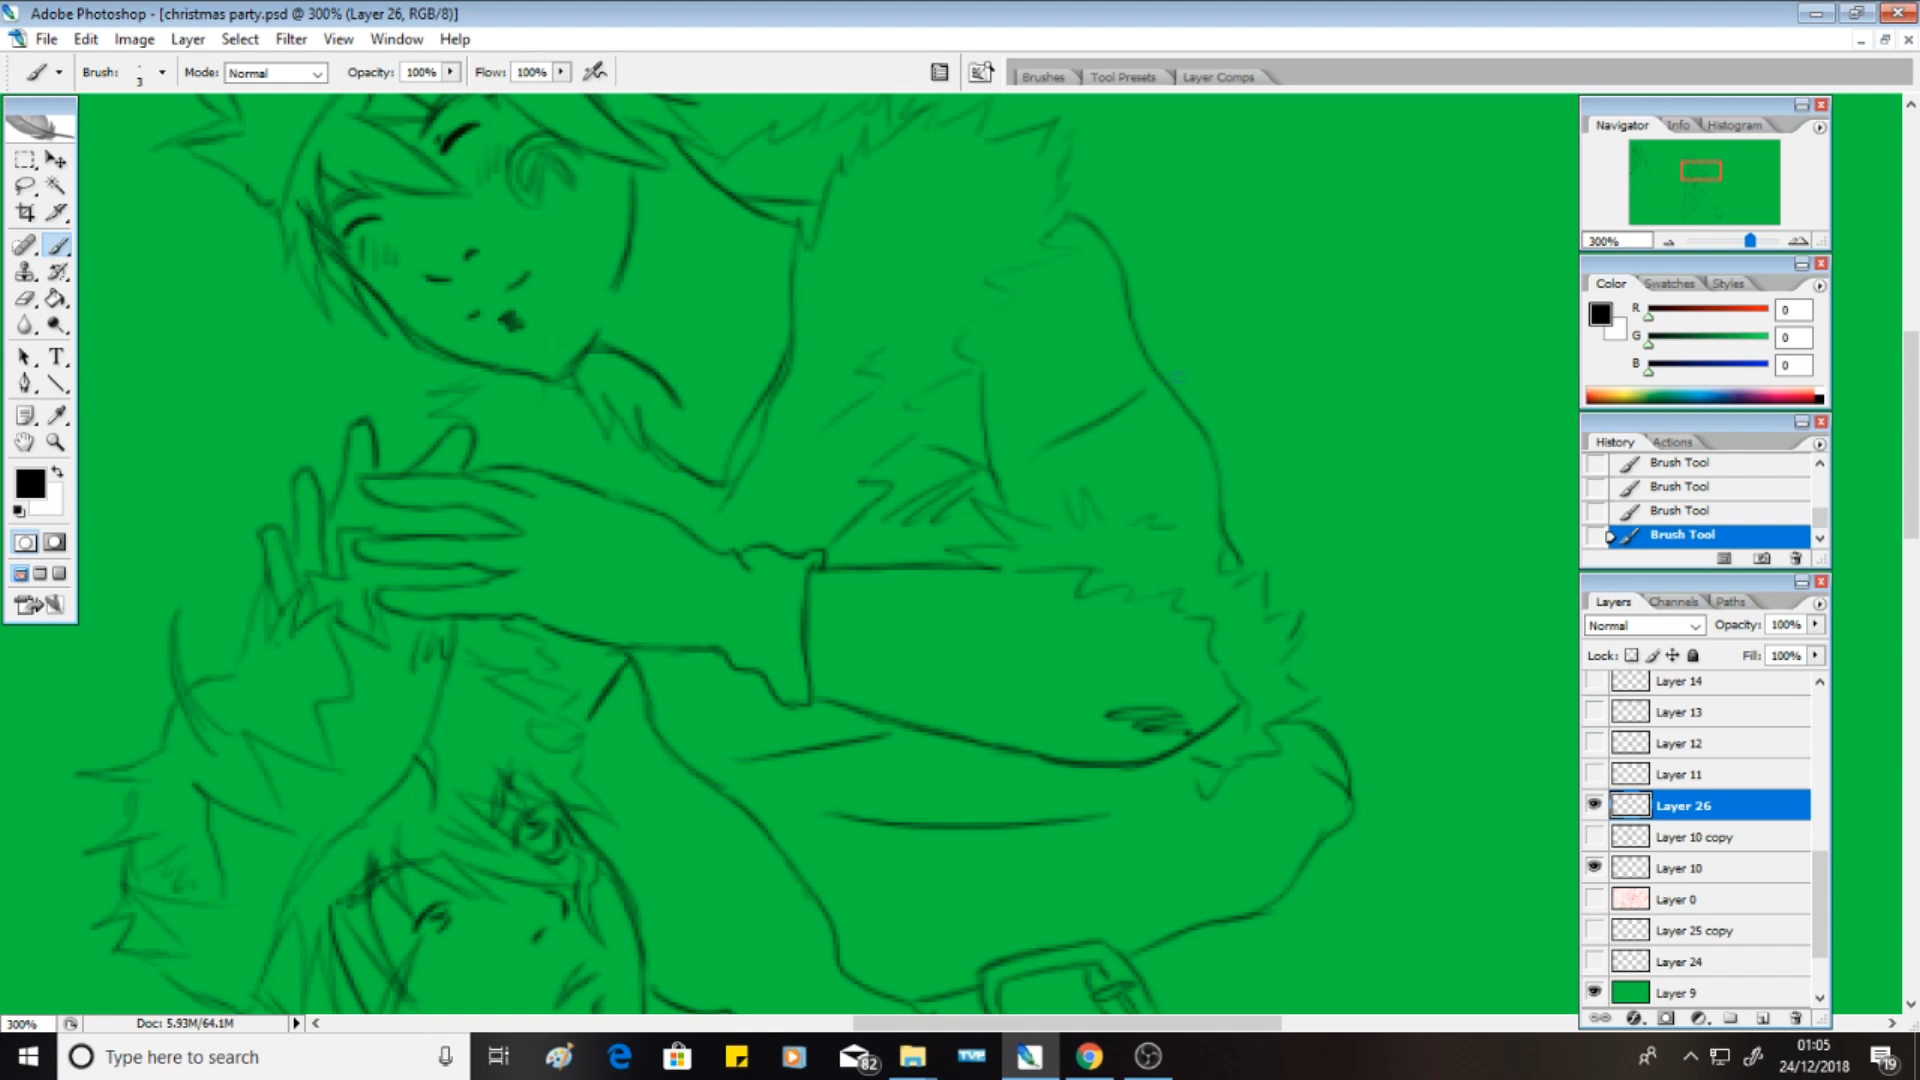 Adobe Photoshop - [christmas party.psd @ 300% (Layer 26, RGB/8)]
File Edit Image Layer Select Filter View Window Help
Brush: 3 Mode: Normal Opacity: 100% Flow: 100% Brushes Tool Presets Layer Comps
Navigator Info Histogram
300%
Color Swatches Styles
R 0
G 0
B 0
History Actions
Brush Tool
Brush Tool
Brush Tool
Brush Tool
Layers Channels Paths
Normal Opacity: 100%
Lock: Fill: 100%
Layer 14
Layer 13
Layer 12
Layer 11
Layer 26
Layer 10 copy
Layer 10
Layer 0
Layer 25 copy
Layer 24
Layer 9
300% Doc: 5.93M/64.1M
Type here to search 82 TVP 01:05
24/12/2018 19